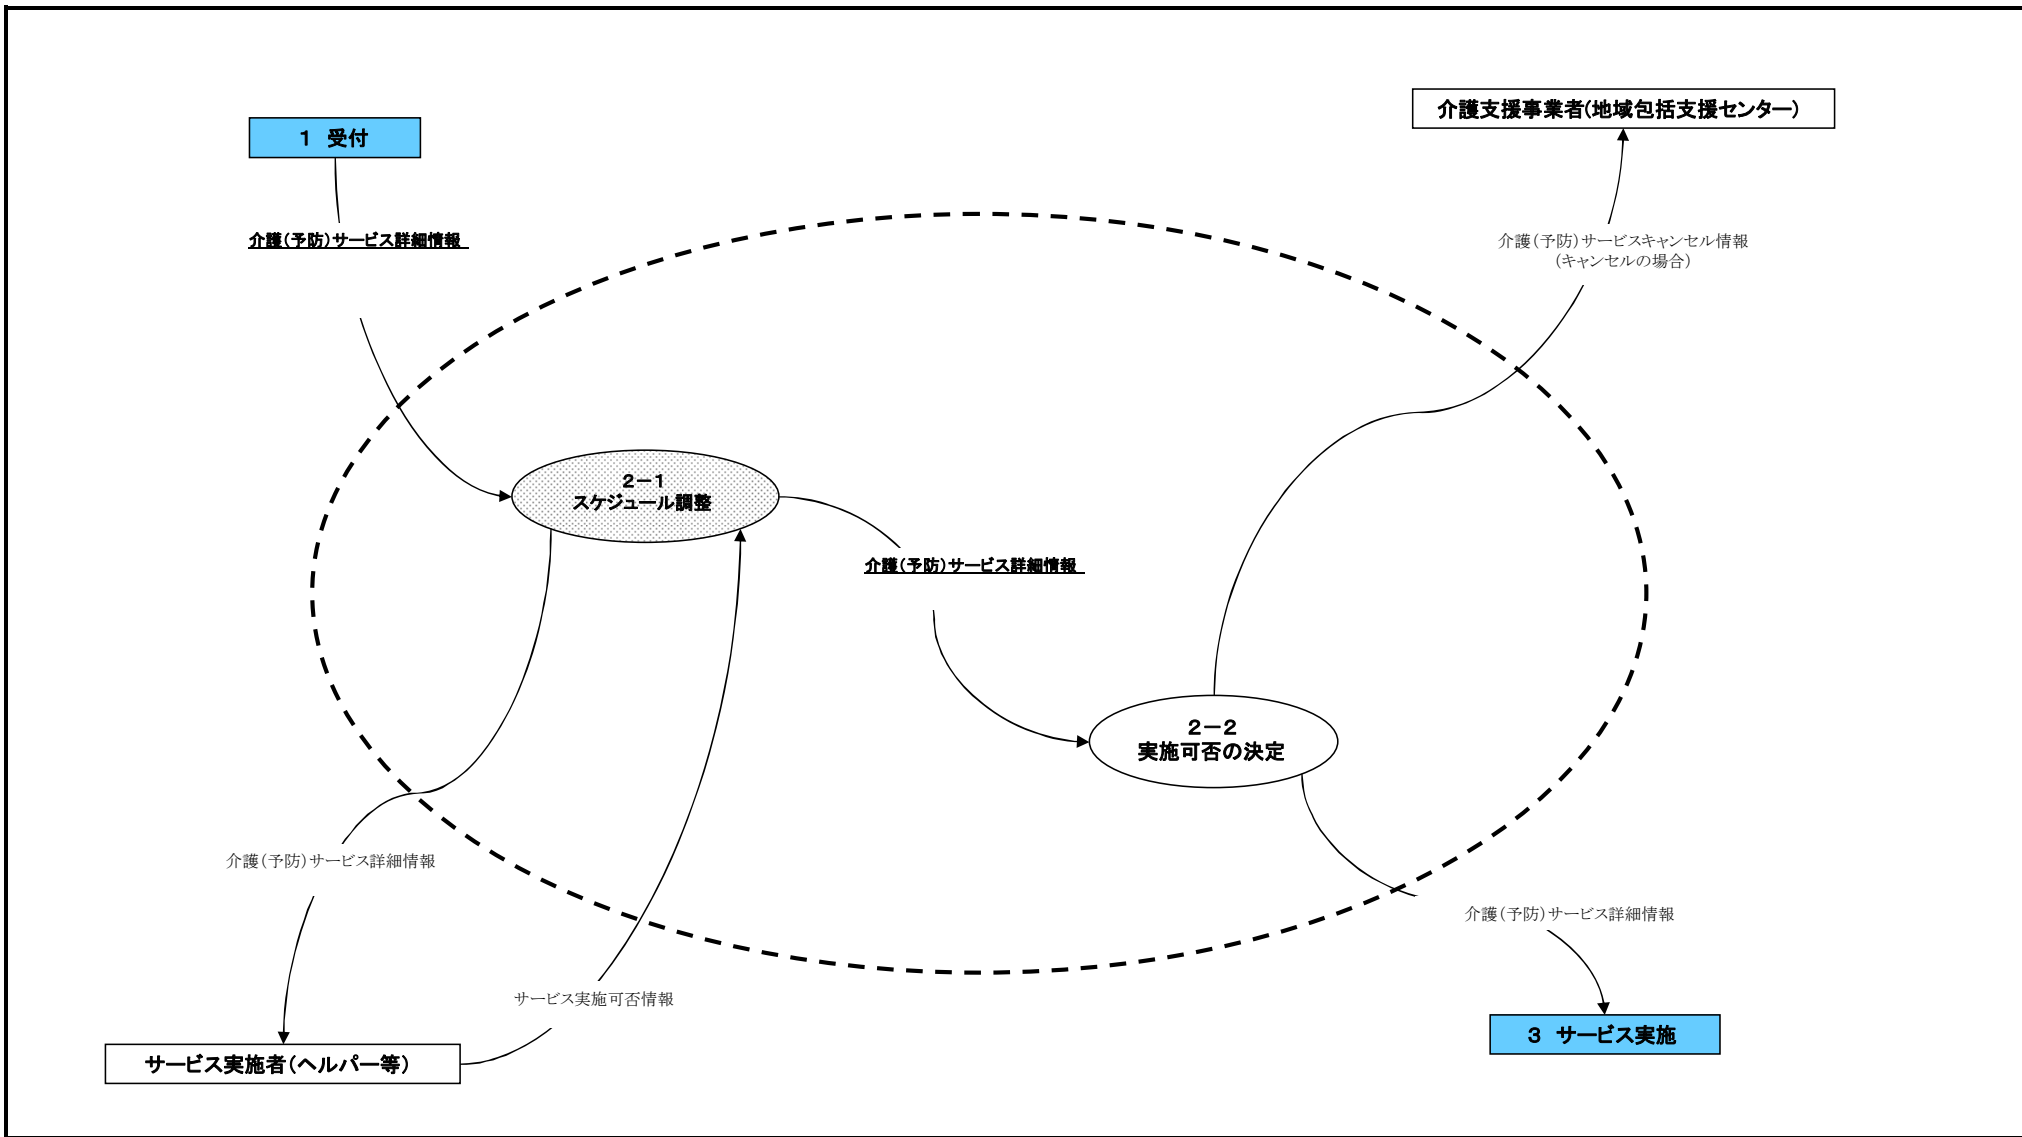 介護支援事業者(地域包括支援センター)
１　受付
介護（予防）サービス詳細情報
介護（予防）サービスキャンセル情報
（キャンセルの場合）
２－１
スケジュール調整
介護（予防）サービス詳細情報
２－２
実施可否の決定
介護（予防）サービス詳細情報
介護（予防）サービス詳細情報
サービス実施可否情報
３　サービス実施
サービス実施者（ヘルパー等）